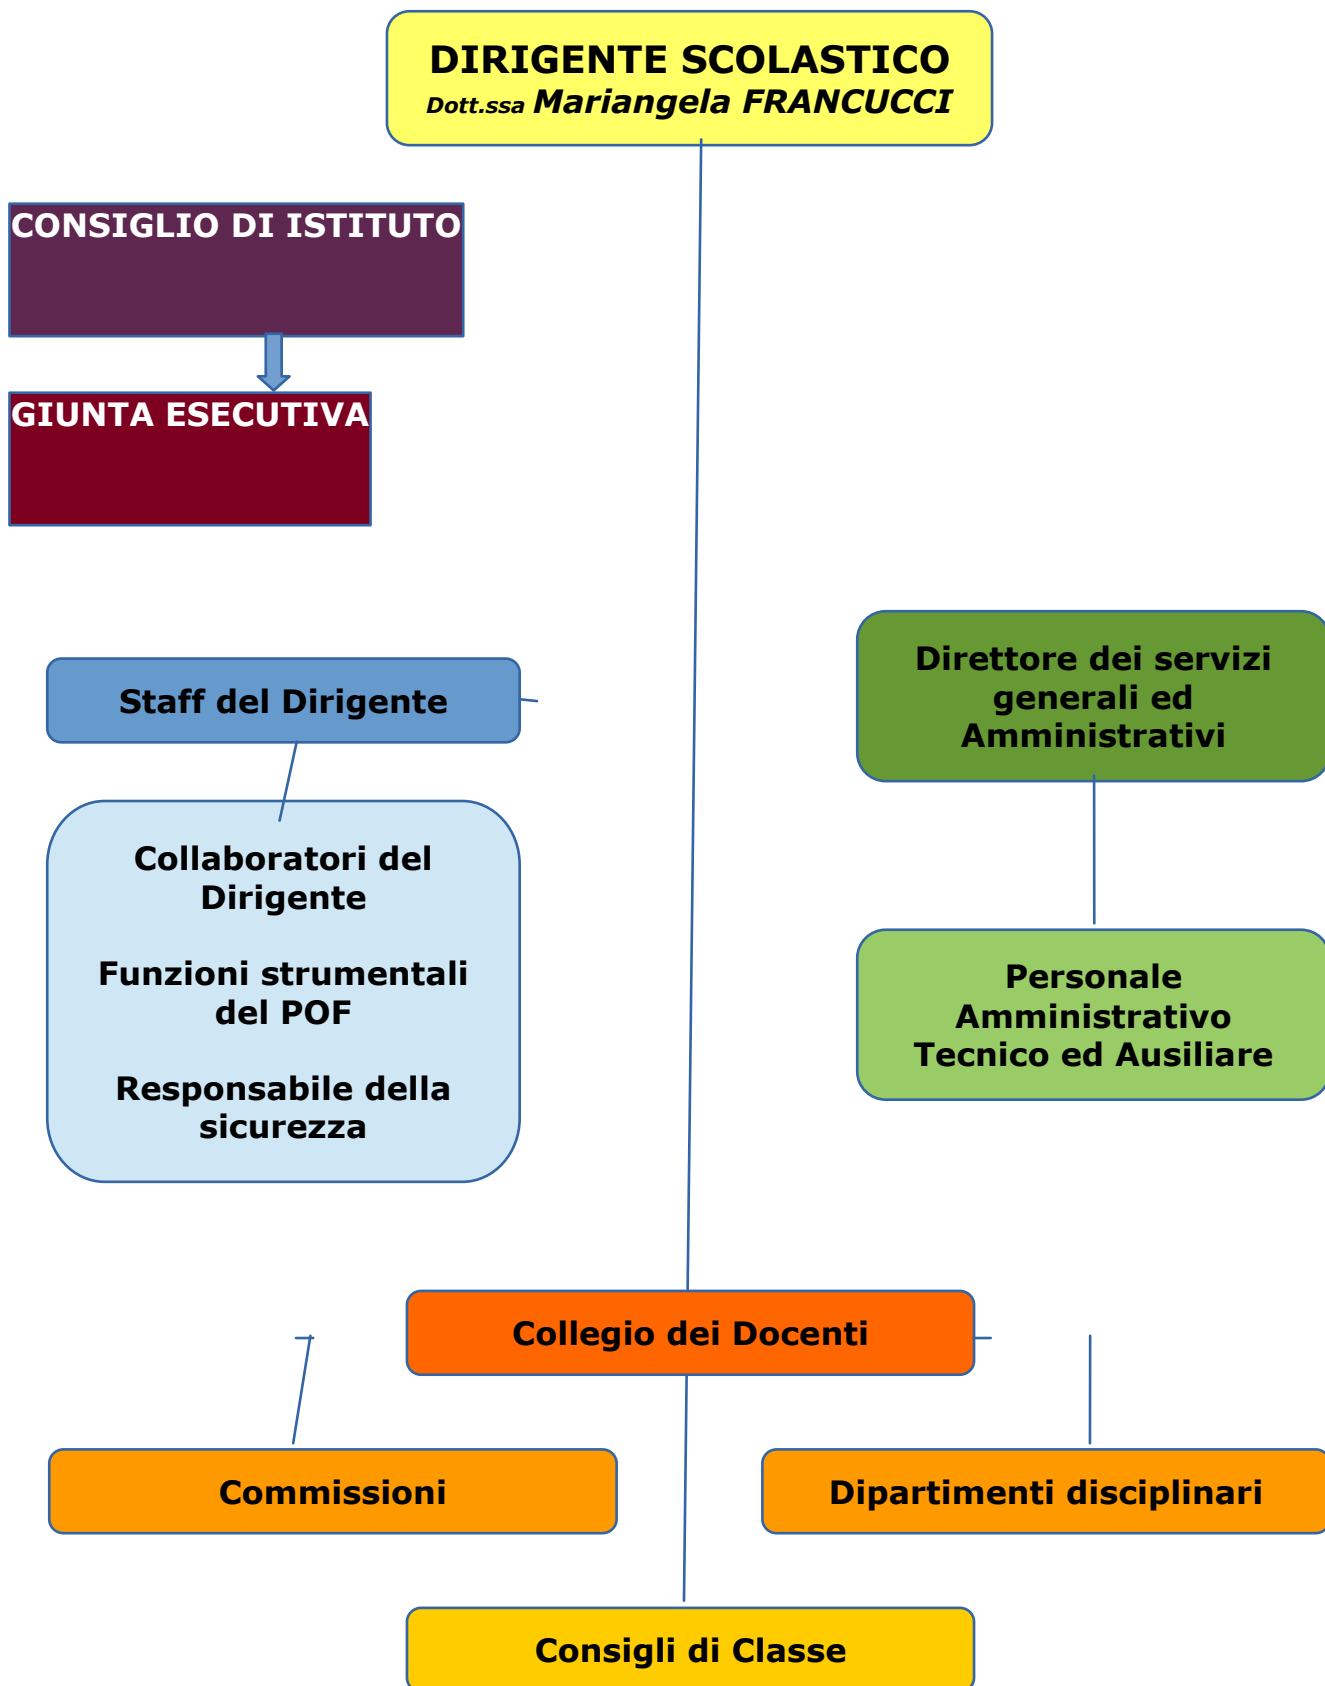 DIRIGENTE SCOLASTICO
Dott.ssa Mariangela FRANCUCCI
CONSIGLIO DI ISTITUTO
GIUNTA ESECUTIVA
Staff del Dirigente
Collaboratori del
Dirigente
Funzioni strumentali
del POF
Responsabile della
sicurezza
Direttore dei servizi
generali ed
Amministrativi
Personale
Amministrativo
Tecnico ed Ausiliare
Collegio dei Docenti
Commissioni
Dipartimenti disciplinari
Consigli di Classe